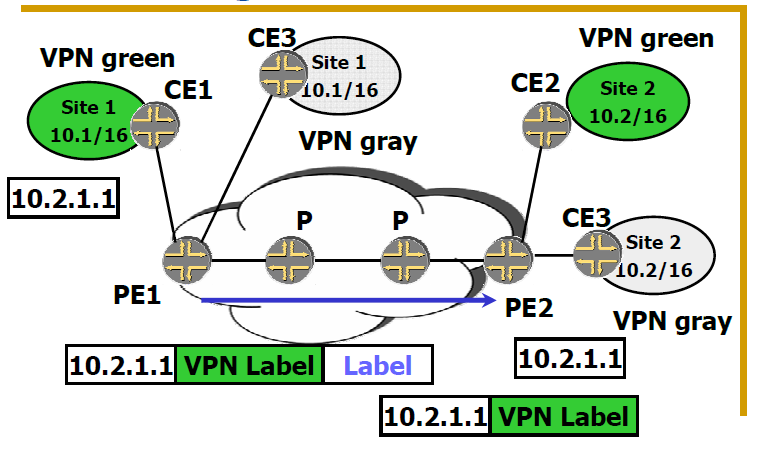 CE3
VPN green
VPN green
Site 1
10.1/16
CE1
Site 1
10.1/16
CE2
Site 2
10.2/16
VPN gray
10.2.1.1
P
P
CE3
Site 2
10.2/16
PE1
PE2
VPN gray
10.2.1.1 VPN Label Label
10.2.1.1
10.2.1.1 VPN Label